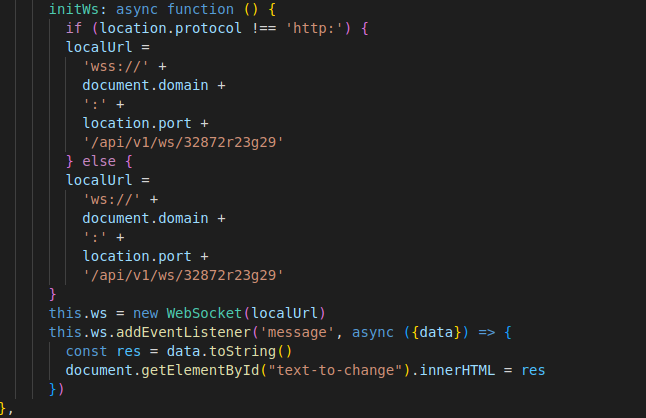 initWs: async function () {
if (location.protocol !== 'http:') {
localUrl =
'wss://' +
document.domain +
':' +
location.port +
'/api/v1/ws/32872r23g29'
} else {
localUrl =
'ws://' +
document.domain +
':' +
location.port +
'/api/v1/ws/32872r23g29'
}
this.ws = new WebSocket(localUrl)
this.ws.addEventListener('message', async ({data}) => {
const res = data.toString()
document.getElementById("text-to-change").innerHTML = res
})
},